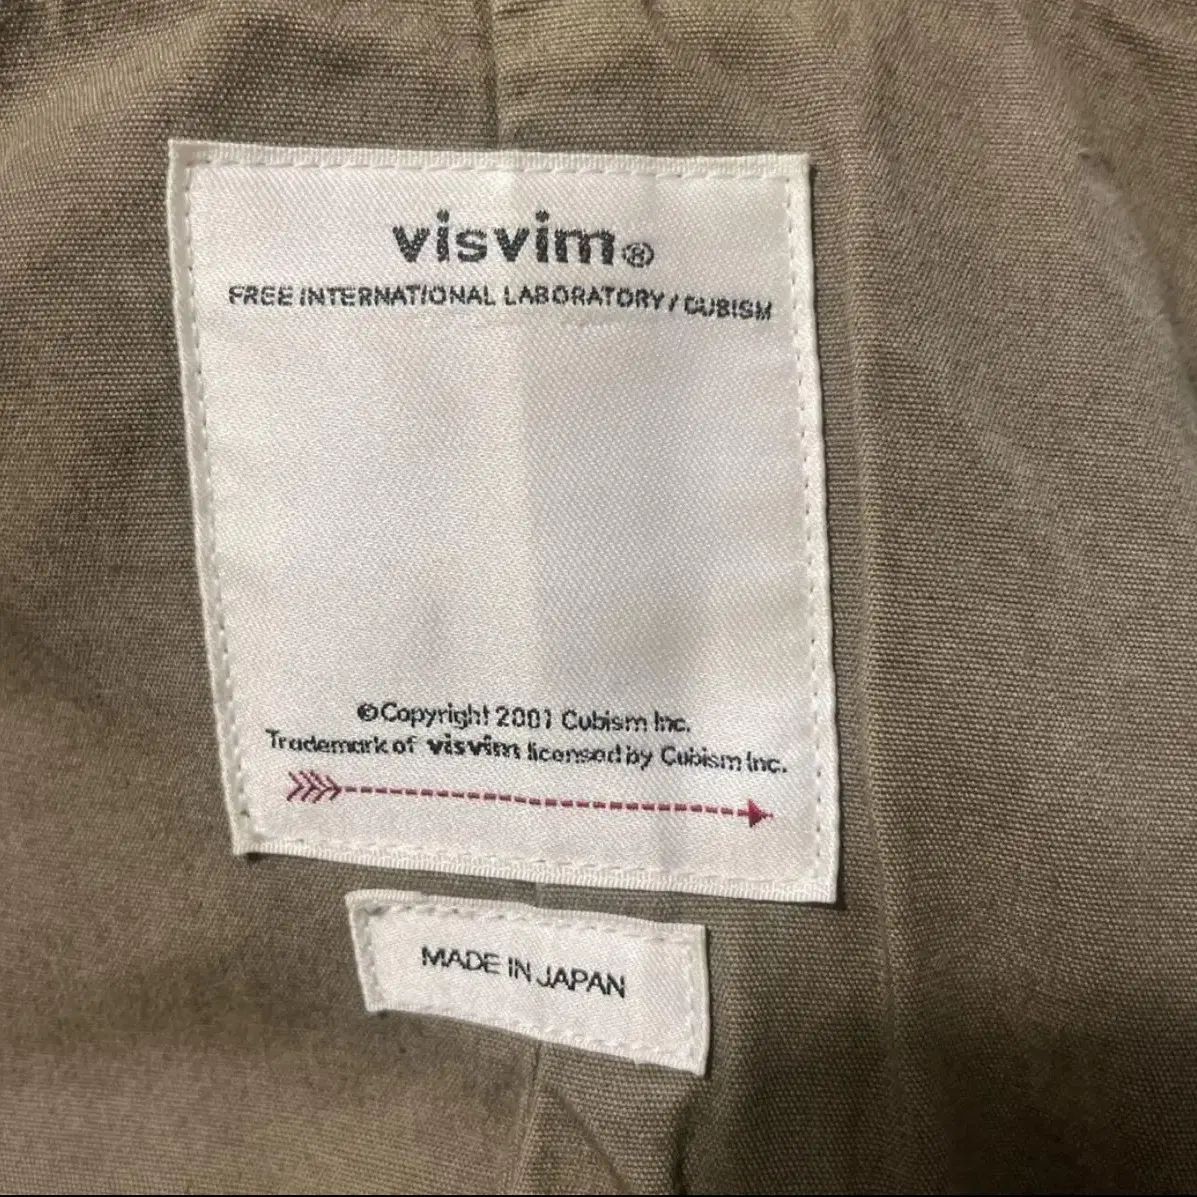 visvim®
FREE INTERNATIONAL LABORATORY / CUBISM
©Copyright 2001 Cubism Inc.
Trademark of visvim licensed by Cubism Inc.
MADE IN JAPAN